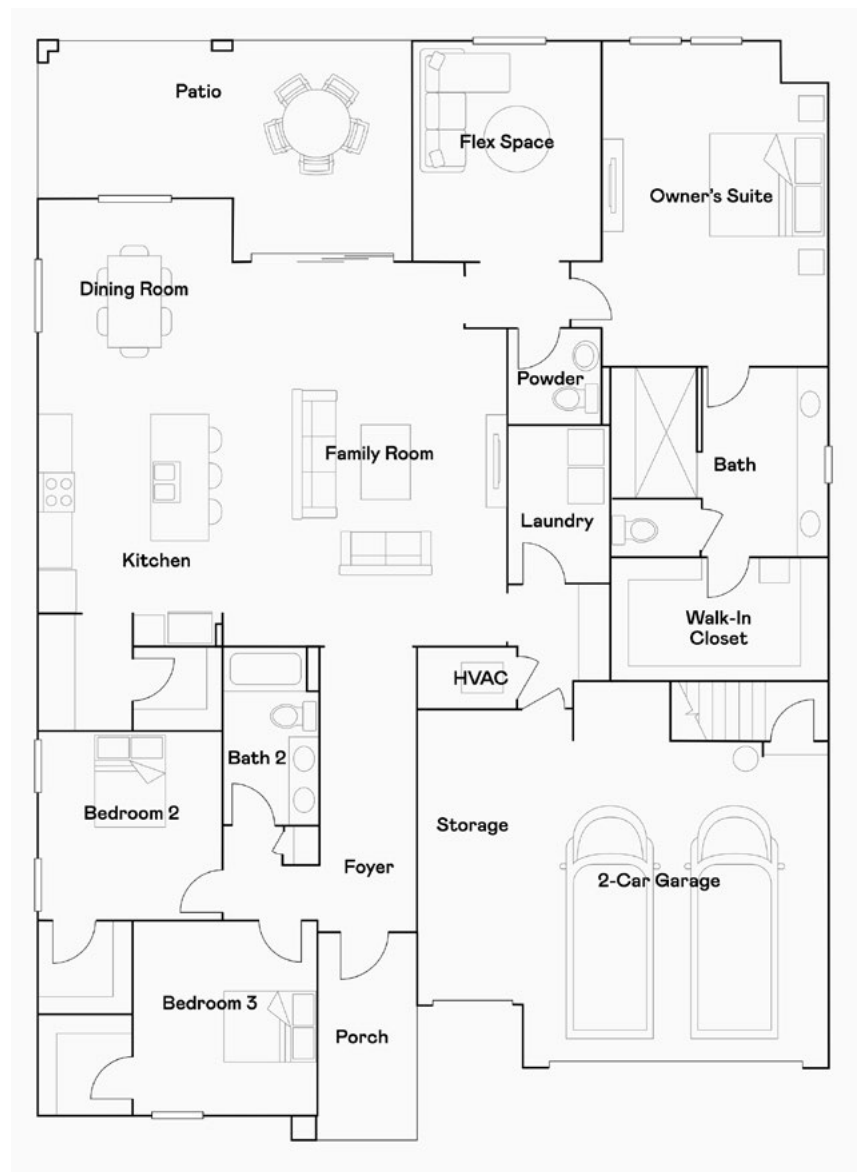 Patio
Flex Space
Owner's Suite
Dining Room
Powder
Family Room
Bath
Laundry
Kitchen
Walk-In
Closet
HVAC
Bath 2
Bedroom 2
Storage
Foyer
2-Car Garage
Bedroom 3
Porch